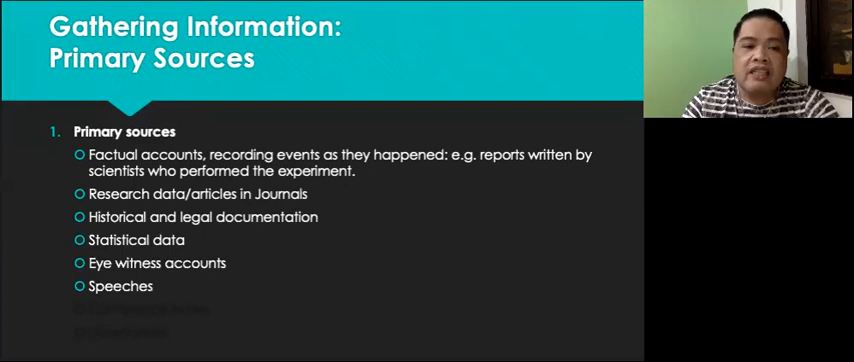 Gathering Information:
Primary Sources
1. Primary sources
Factual accounts, recording events as they happened: e.g. reports written by
scientists who performed the experiment.
Research data/articles in Journals
Historical and legal documentation
Statistical data
Eye witness accounts
Speeches